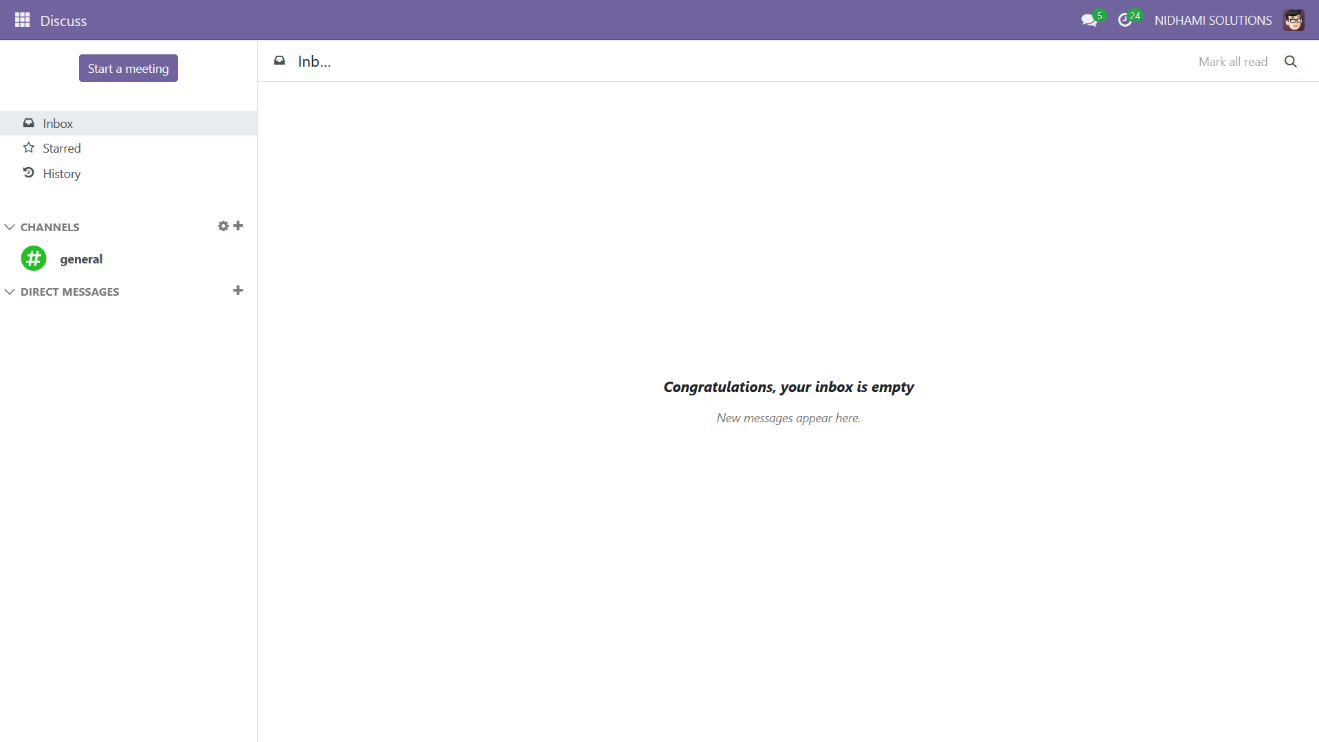 Discuss
5
24
NIDHAMI SOLUTIONS
Start a meeting
Inb...
Mark all read
Inbox
Starred
History
CHANNELS
general
DIRECT MESSAGES
Congratulations, your inbox is empty
New messages appear here.